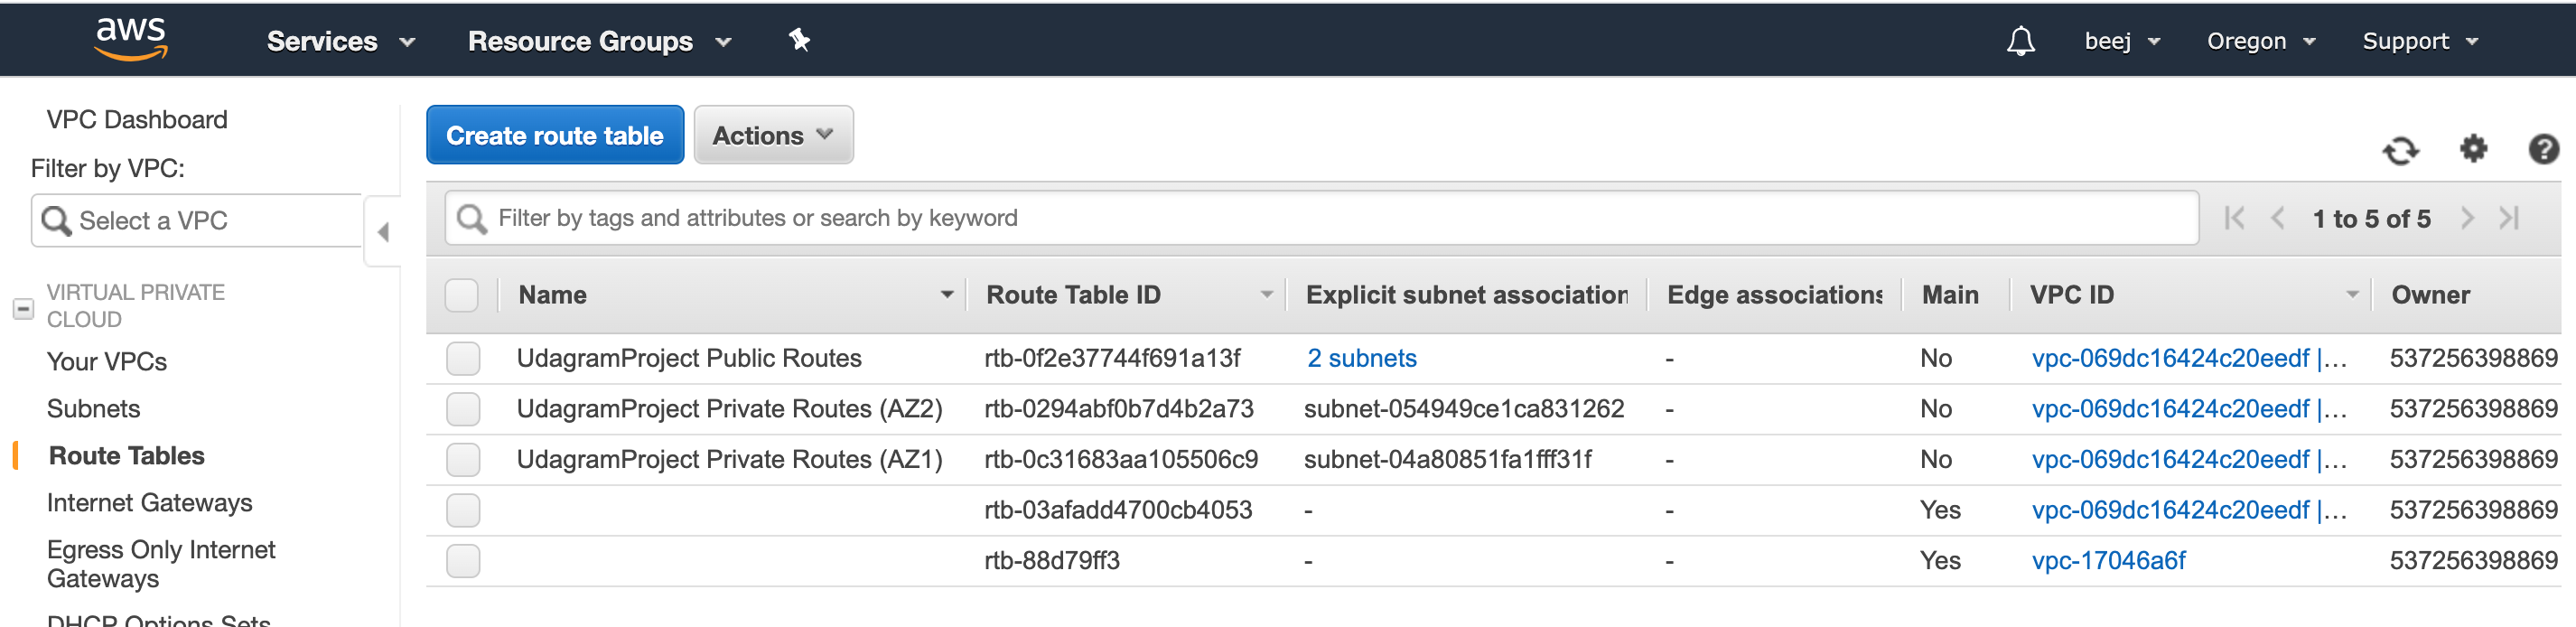 aws Services Resource Groups beej Oregon Support
VPC Dashboard
Filter by VPC:
Select a VPC
VIRTUAL PRIVATE
CLOUD
Your VPCs
Subnets
Route Tables
Internet Gateways
Egress Only Internet
Gateways
DHCP Options Sets
Create route table Actions
Filter by tags and attributes or search by keyword 1 to 5 of 5
Name Route Table ID Explicit subnet association Edge associations Main VPC ID Owner
UdagramProject Public Routes rtb-0f2e37744f691a13f 2 subnets - No vpc-069dc16424c20eedf |... 537256398869
UdagramProject Private Routes (AZ2) rtb-0294abf0b7d4b2a73 subnet-054949ce1ca831262 - No vpc-069dc16424c20eedf |... 537256398869
UdagramProject Private Routes (AZ1) rtb-0c31683aa105506c9 subnet-04a80851fa1fff31f - No vpc-069dc16424c20eedf |... 537256398869
rtb-03afadd4700cb4053 - - Yes vpc-069dc16424c20eedf |... 537256398869
rtb-88d79ff3 - - Yes vpc-17046a6f 537256398869